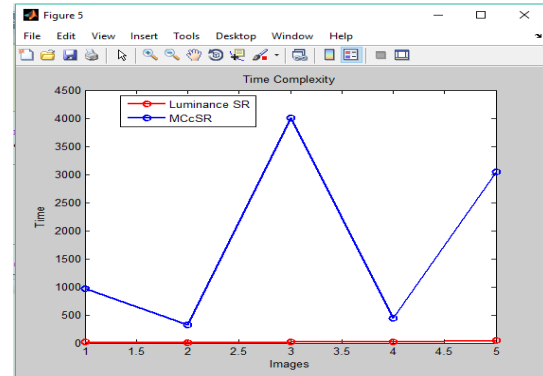 Figure 5
File Edit View Insert Tools Desktop Window Help
Time Complexity
Luminance SR
MCcSR
4500
4000
3500
3000
2500
2000
1500
1000
500
0
Time
1 1.5 2 2.5 3 3.5 4 4.5 5
Images